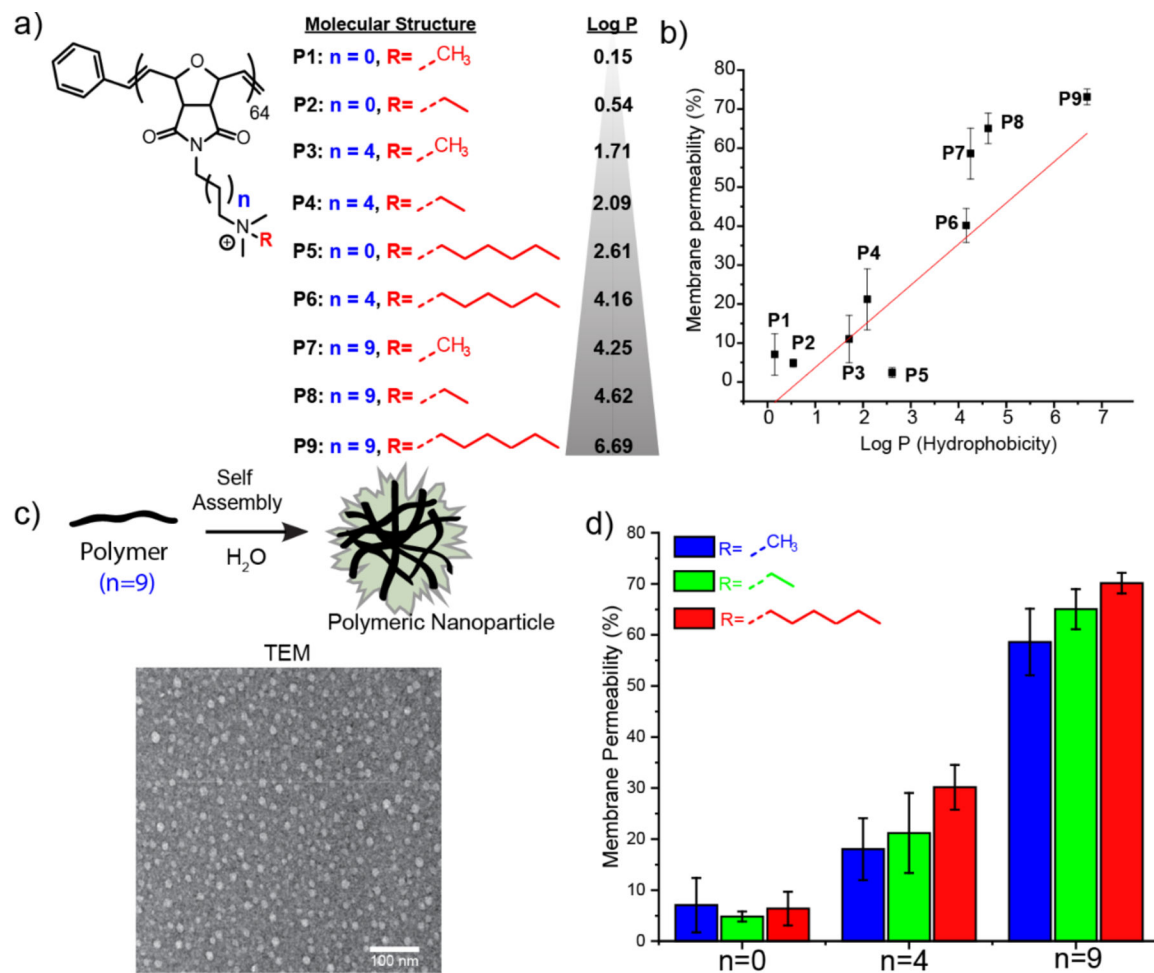 a)
Molecular Structure
Log P
P1: n = 0, R= CH3
0.15
P2: n = 0, R=
0.54
P3: n = 4, R= CH3
1.71
P4: n = 4, R=
2.09
P5: n = 0, R=
2.61
P6: n = 4, R=
4.16
P7: n = 9, R= CH3
4.25
P8: n = 9, R=
4.62
P9: n = 9, R=
6.69
O
64
O
O
N
n
N
R
+
b)
Membrane permeability (%)
80
70
60
50
40
30
20
10
0
P1
P2
P3
P4
P5
P6
P7
P8
P9
0 1 2 3 4 5 6 7
Log P (Hydrophobicity)
c)
Polymer
(n=9)
Self
Assembly
H2O
Polymeric Nanoparticle
TEM
100 nm
d)
R= CH3
R=
R=
Membrane Permeability (%)
80
70
60
50
40
30
20
10
0
n=0 n=4 n=9